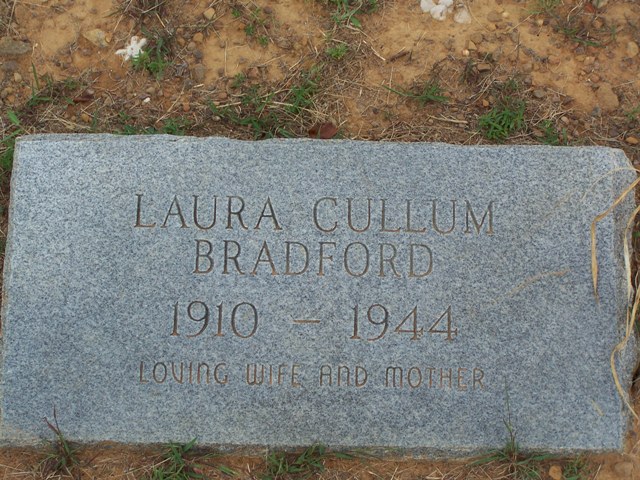 LAURA CULLUM
BRADFORD
1910 – 1944
LOVING WIFE AND MOTHER